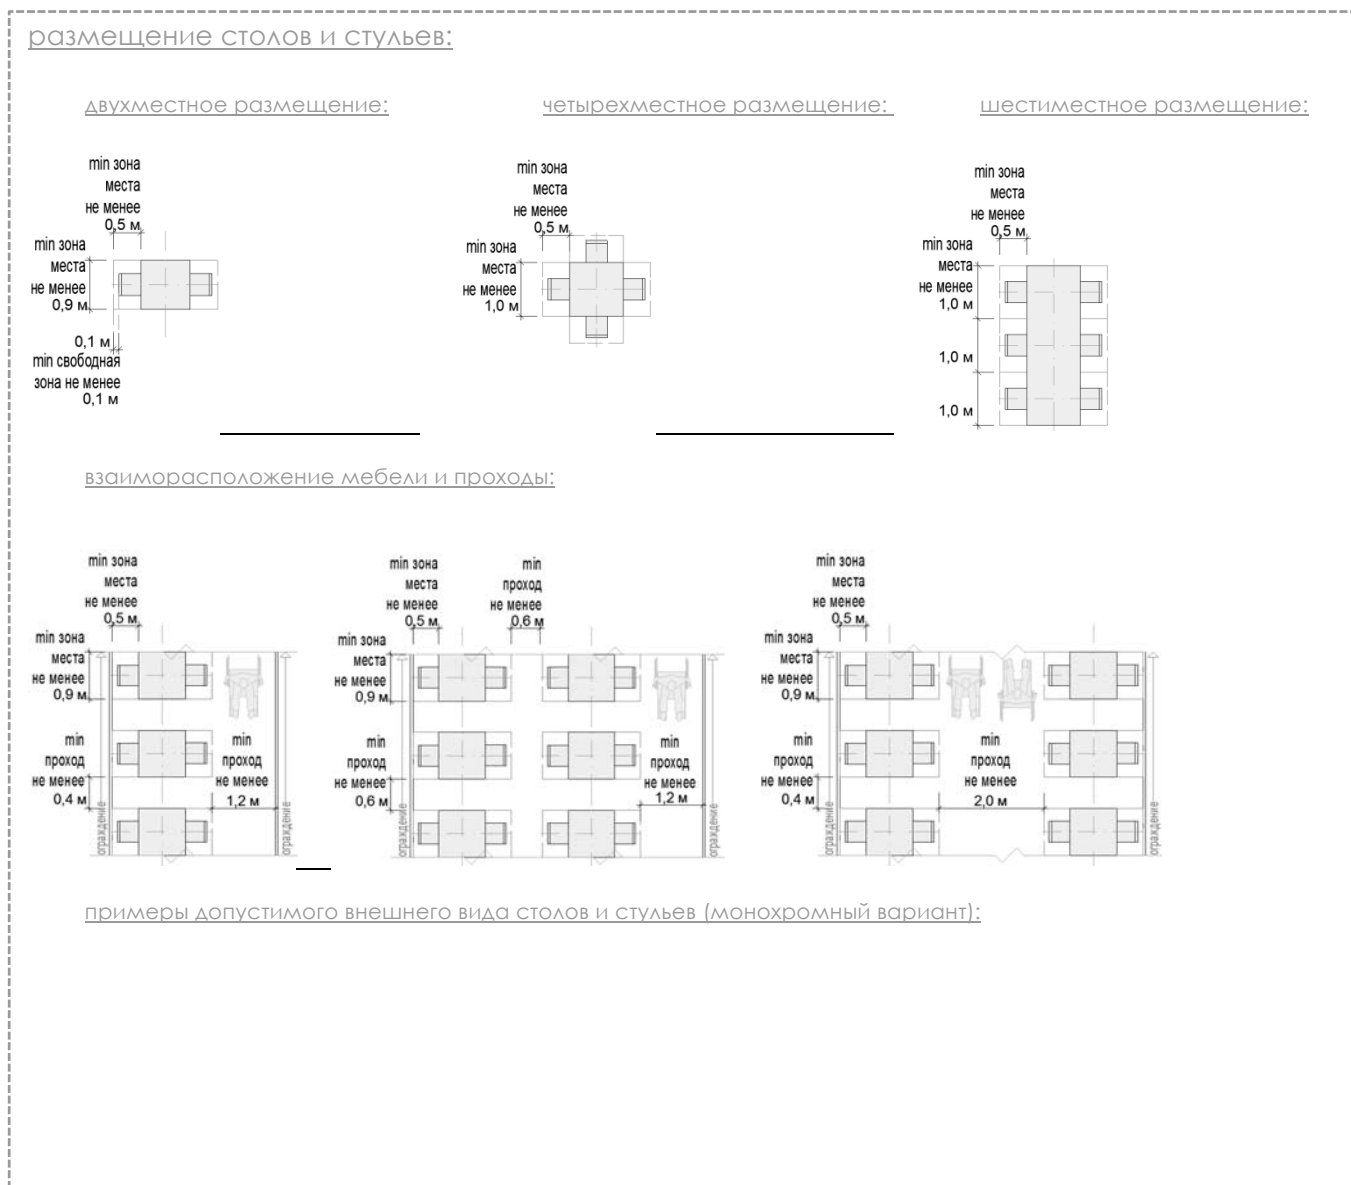 размещение столов и стульев:
двухместное размещение:
четырехместное размещение:
шестиместное размещение:
min зона
места
не менее
0,5 м
min зона
места
не менее
0,9 м
0,1 м
min свободная
зона не менее
0,1 м
min зона
места
не менее
0,5 м
min зона
места
не менее
1,0 м
min зона
места
не менее
0,5 м
min зона
места
не менее
1,0 м
1,0 м
1,0 м
взаиморасположение мебели и проходы:
min зона
места
не менее
0,5 м
min зона
места
не менее
0,9 м
min
проход
не менее
0,4 м
min
проход
не менее
1,2 м
ограждение
ограждение
min зона
места
не менее
0,5 м
min
проход
не менее
0,6 м
min зона
места
не менее
0,9 м
min
проход
не менее
0,6 м
min
проход
не менее
1,2 м
ограждение
ограждение
min зона
места
не менее
0,5 м
min зона
места
не менее
0,9 м
min
проход
не менее
0,4 м
min
проход
не менее
2,0 м
ограждение
ограждение
примеры допустимого внешнего вида столов и стульев (монохромный вариант):